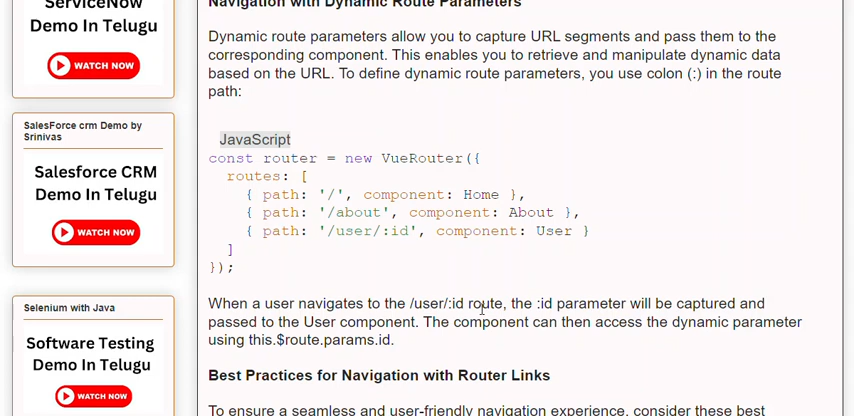 ServiceNow
Demo In Telugu
WATCH NOW
SalesForce crm Demo by
Srinivas
Salesforce CRM
Demo In Telugu
WATCH NOW
Selenium with Java
Software Testing
Demo In Telugu
WATCH NOW
Navigation with Dynamic Route Parameters
Dynamic route parameters allow you to capture URL segments and pass them to the
corresponding component. This enables you to retrieve and manipulate dynamic data
based on the URL. To define dynamic route parameters, you use colon (:) in the route
path:
JavaScript
const router = new VueRouter({
  routes: [
    { path: '/', component: Home },
    { path: '/about', component: About },
    { path: '/user/:id', component: User }
  ]
});
When a user navigates to the /user/:id route, the :id parameter will be captured and
passed to the User component. The component can then access the dynamic parameter
using this.$route.params.id.
Best Practices for Navigation with Router Links
To ensure a seamless and user-friendly navigation experience, consider these best